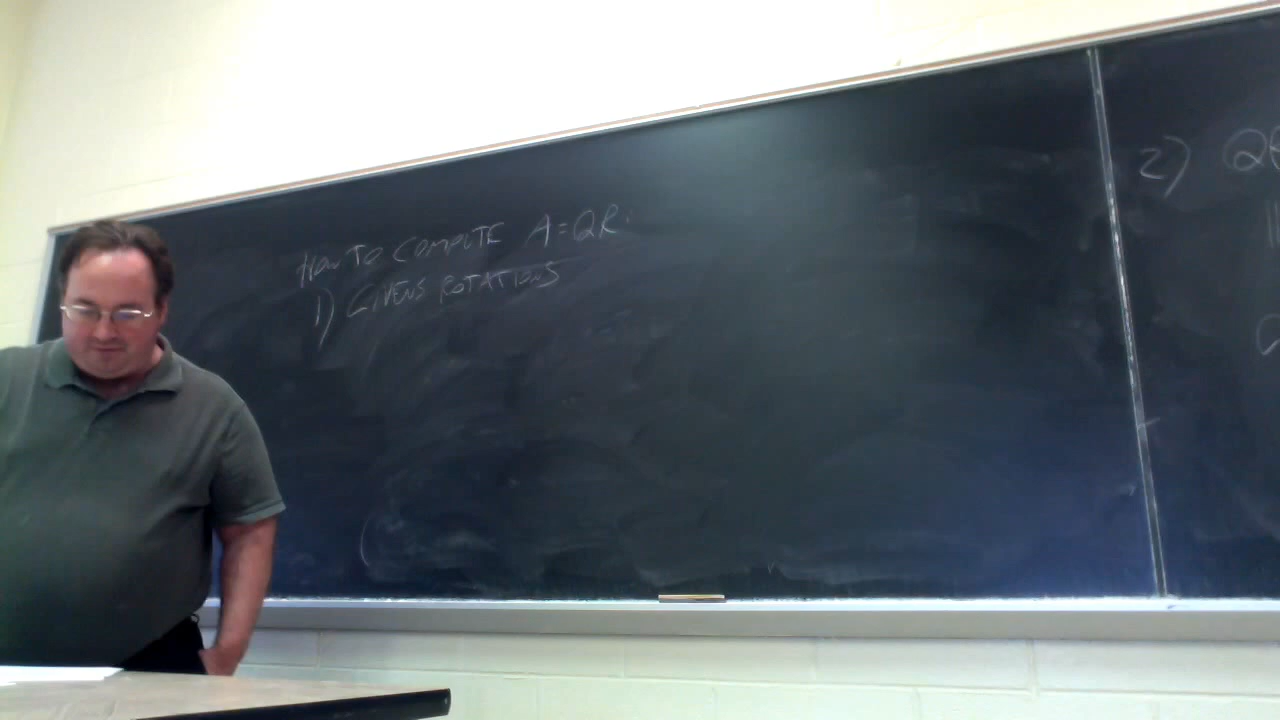 HOW TO COMPUTE A=QR.
1) GIVENS ROTATIONS
2) Q